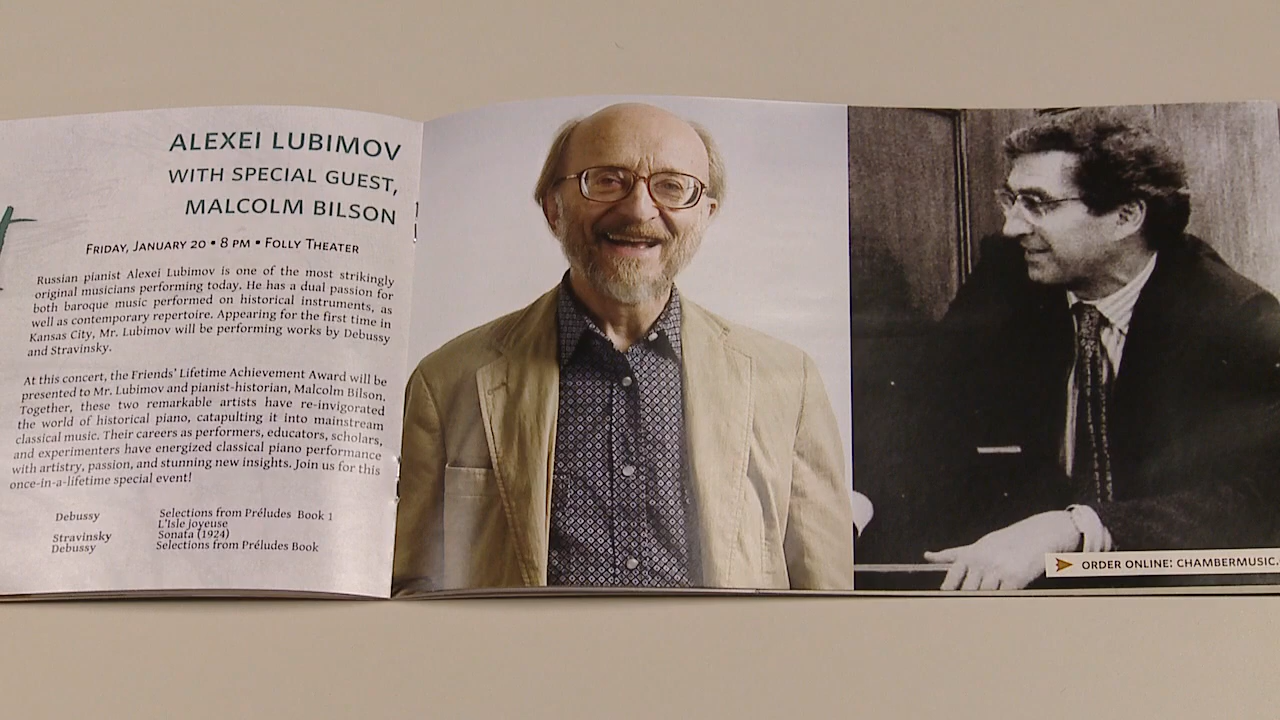 ALEXEI LUBIMOV
WITH SPECIAL GUEST,
MALCOLM BILSON
FRIDAY, JANUARY 20 • 8 PM • FOLLY THEATER
Russian pianist Alexei Lubimov is one of the most strikingly
original musicians performing today. He has a dual passion for
both baroque music performed on historical instruments, as
well as contemporary repertoire. Appearing for the first time in
Kansas City, Mr. Lubimov will be performing works by Debussy
and Stravinsky.
At this concert, the Friends' Lifetime Achievement Award will be
presented to Mr. Lubimov and pianist-historian, Malcolm Bilson.
Together, these two remarkable artists have re-invigorated
the world of historical piano, catapulting it into mainstream
classical music. Their careers as performers, educators, scholars,
and experimenters have energized classical piano performance
with artistry, passion, and stunning new insights. Join us for this
once-in-a-lifetime special event!
Debussy Selections from Préludes Book 1
L'Isle Joyeuse
Stravinsky Sonata (1924)
Debussy Selections from Préludes Book
ORDER ONLINE: CHAMBERMUSIC.